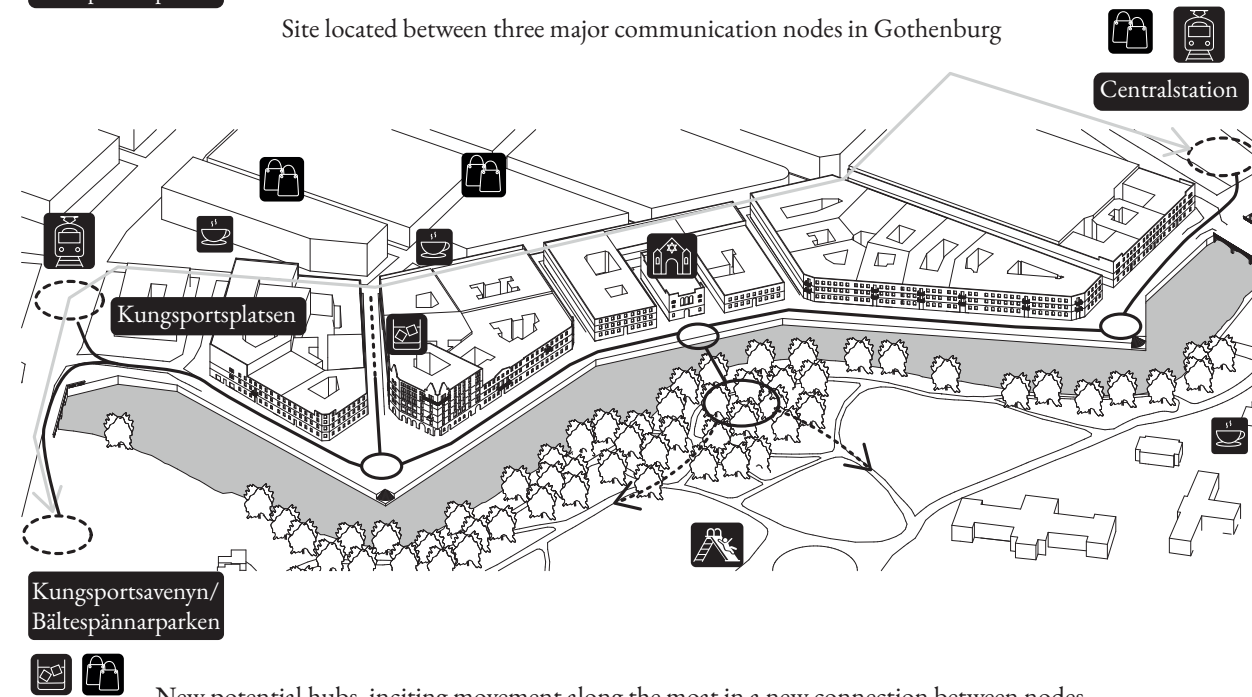 Site located between three major communication nodes in Gothenburg
Centralstation
Kungsportsplatsen
Kungsportsavenyn/
Bältespännarparken
New potential hubs, inciting movement along the moat in a new connection between nodes